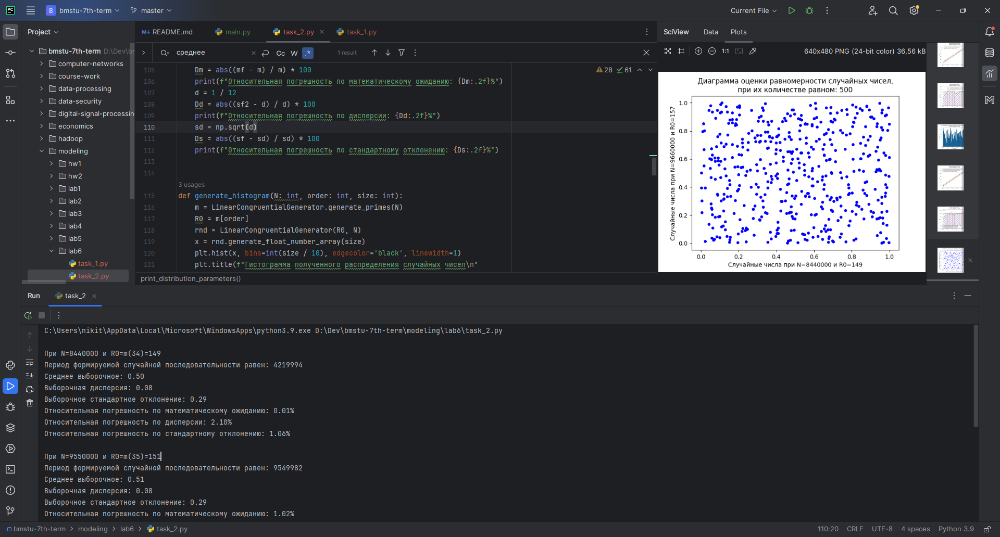 B bmstu-7th-term master Current File
Project
README.md main.py task_2.py task_1.py
SciView Data Plots
bmstu-7th-term D:\Dev\bm
computer-networks
course-work
data-processing
data-security
digital-signal-processin
economics
hadoop
modeling
hw1
hw2
lab1
lab2
lab3
lab4
lab5
lab6
task_1.py
task_2.py
среднее Cc W .* 1 result
28 61
105 Dm = abs((mf - m) / m) * 100
106 print(f"Относительная погрешность по математическому ожиданию: {Dm:.2f}%")
107 d = 1 / 12
108 Dd = abs((sf2 - d) / d) * 100
109 print(f"Относительная погрешность по дисперсии: {Dd:.2f}%")
110 sd = np.sqrt(d)
111 Ds = abs((sf - sd) / sd) * 100
112 print(f"Относительная погрешность по стандартному отклонению: {Ds:.2f}%")
113
114
3 usages
115 def generate_histogram(N: int, order: int, size: int):
116 m = LinearCongruentialGenerator.generate_primes(N)
117 R0 = m[order]
118 rnd = LinearCongruentialGenerator(R0, N)
119 x = rnd.generate_float_number_array(size)
120 plt.hist(x, bins=int(size / 10), edgecolor='black', linewidth=1)
121 plt.title(f"Гистограмма полученного распределения случайных чисел\n"
print_distribution_parameters()
1:1 640x480 PNG (24-bit color) 36,56 kB
Диаграмма оценки равномерности случайных чисел,
при их количестве равном: 500
Случайные числа при N=9660000 и R0=157
1.0
0.8
0.6
0.4
0.2
0.0
0.0 0.2 0.4 0.6 0.8 1.0
Случайные числа при N=8440000 и R0=149
Run task_2
C:\Users\nikit\AppData\Local\Microsoft\WindowsApps\python3.9.exe D:\Dev\bmstu-7th-term\modeling\lab6\task_2.py
При N=8440000 и R0=m(34)=149
Период формируемой случайной последовательности равен: 4219994
Среднее выборочное: 0.50
Выборочная дисперсия: 0.08
Выборочное стандартное отклонение: 0.29
Относительная погрешность по математическому ожиданию: 0.01%
Относительная погрешность по дисперсии: 2.10%
Относительная погрешность по стандартному отклонению: 1.06%
При N=9550000 и R0=m(35)=151
Период формируемой случайной последовательности равен: 9549982
Среднее выборочное: 0.51
Выборочная дисперсия: 0.08
Выборочное стандартное отклонение: 0.29
Относительная погрешность по математическому ожиданию: 1.02%
bmstu-7th-term > modeling > lab6 > task_2.py
110:20 CRLF UTF-8 4 spaces Python 3.9